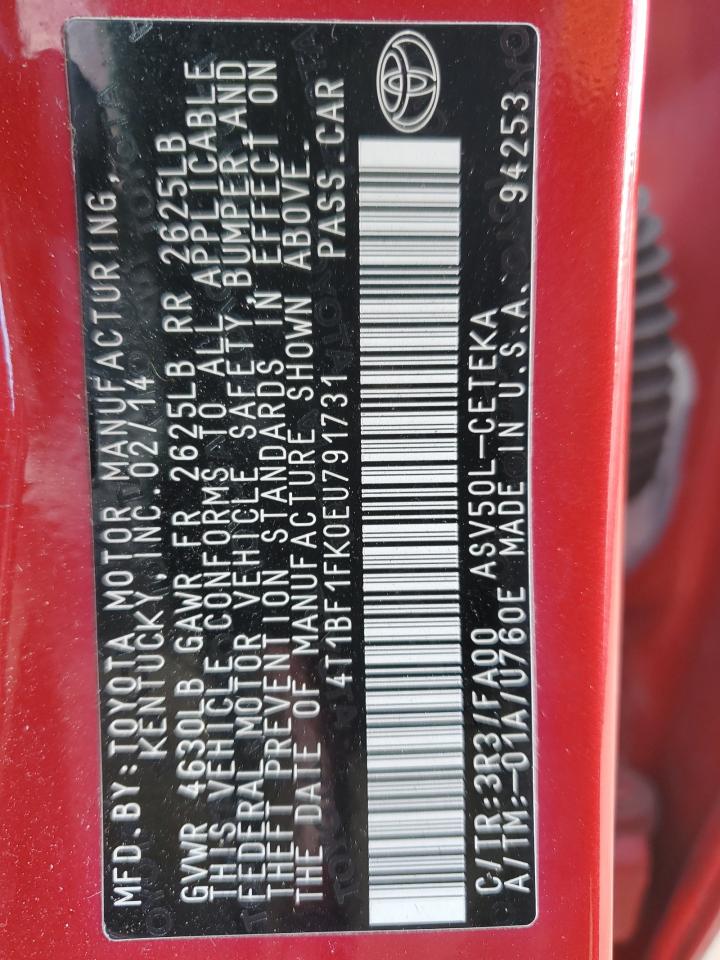 MFD.BY:TOYOTA MOTOR MANUFACTURING,
KENTUCKY,INC.02/14
GVWR 4630LB GAWR FR 2625LB RR 2625LB
THIS VEHICLE CONFORMS TO ALL APPLICABLE
FEDERAL MOTOR VEHICLE SAFETY,BUMPER,AND
THEFT PREVENTION STANDARDS IN EFFECT ON
THE DATE OF MANUFACTURE SHOWN ABOVE.
4T1BF1FK0EU791731 PASS.CAR
C/TR:3R3/FA00 ASV50L-CETEKA
A/TM:-01A/U760E MADE IN U.S.A. 94253